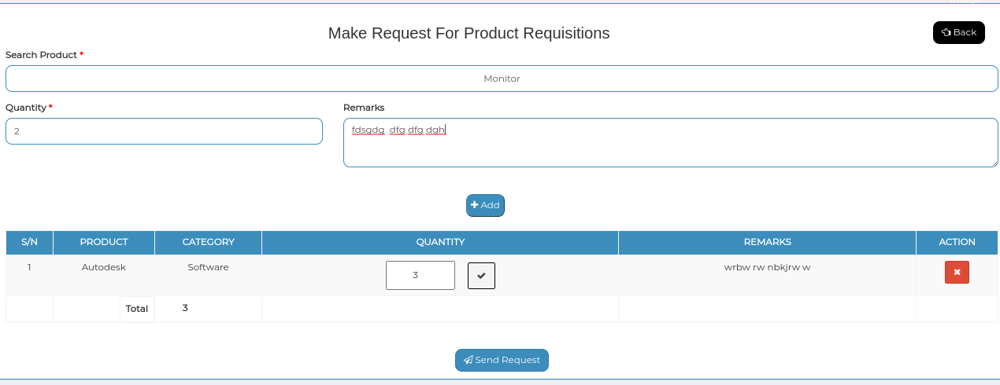 Make Request For Product Requisitions
Back
Search Product *
Monitor
Quantity *
Remarks
2
fdsgdg dfg dfg dgh
Add
S/N PRODUCT CATEGORY QUANTITY REMARKS ACTION
1 Autodesk Software 3 wrbw rw nbkjrw w
Total 3
Send Request